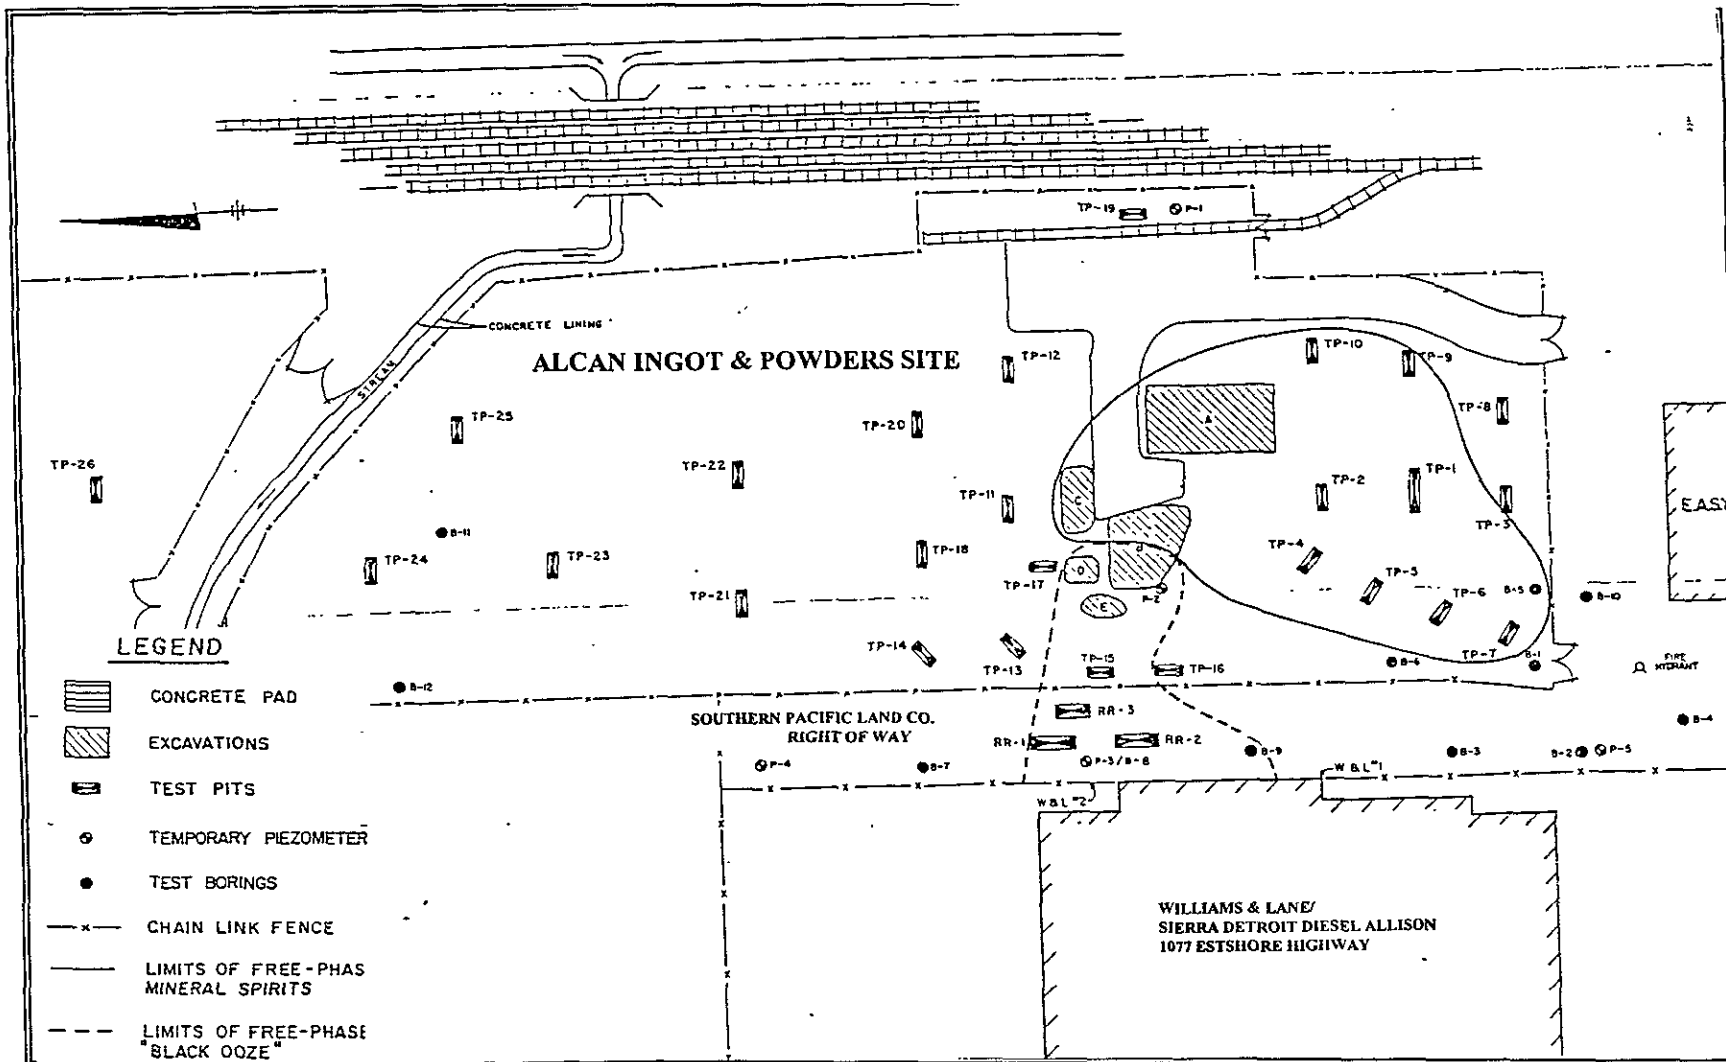 TP-19
P-1
CONCRETE LINING
STREAM
ALCAN INGOT & POWDERS SITE
TP-12
TP-10
TP-9
TP-8
A
TP-25
TP-20
TP-26
TP-22
TP-11
C
TP-2
TP-1
TP-3
EASY
B-11
TP-24
TP-23
TP-18
TP-17
D
TP-4
TP-5
TP-6
B-5
B-10
TP-21
E
P-2
TP-14
TP-13
TP-15
TP-16
B-6
TP-7
B-1
FIRE
HYDRANT
LEGEND
CONCRETE PAD
EXCAVATIONS
TEST PITS
TEMPORARY PIEZOMETER
TEST BORINGS
CHAIN LINK FENCE
LIMITS OF FREE-PHAS
MINERAL SPIRITS
LIMITS OF FREE-PHASE
"BLACK OOZE"
B-12
SOUTHERN PACIFIC LAND CO.
RIGHT OF WAY
RR-3
RR-1
RR-2
B-4
P-4
B-7
P-3/B-8
B-9
B-3
B-2
P-5
W&L #1
W&L #2
WILLIAMS & LANE/
SIERRA DETROIT DIESEL ALLISON
1077 ESTSHORE HIGHWAY